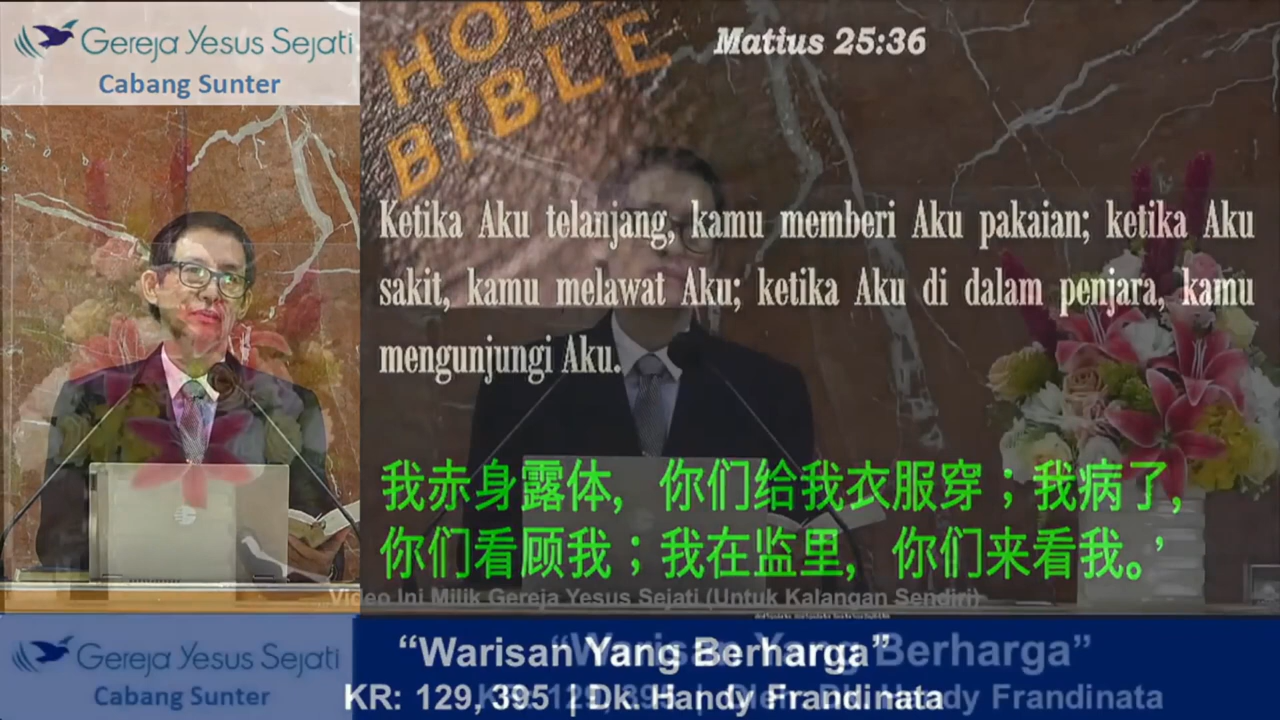 Gereja Yesus Sejati
Cabang Sunter
HOLY
BIBLE
Matius 25:36
Ketika Aku telanjang, kamu memberi Aku pakaian; ketika Aku
sakit, kamu melawat Aku; ketika Aku di dalam penjara, kamu
mengunjungi Aku.
我赤身露体，你们给我衣服穿；我病了，
你们看顾我；我在监里，你们来看我。’
Video Ini Milik Gereja Yesus Sejati (Untuk Kalangan Sendiri)
Gereja Yesus Sejati
Cabang Sunter
“Warisan Yang Berharga”
KR: 129, 395 | Dk. Handy Frandinata